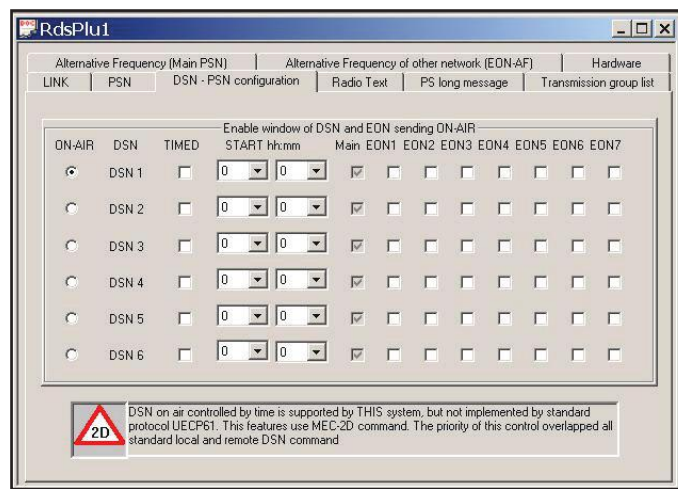 RdsPlu1
Alternative Frequency (Main PSN) Alternative Frequency of other network (EON-AF) Hardware
LINK PSN DSN - PSN configuration Radio Text PS long message Transmission group list
Enable window of DSN and EON sending ON-AIR
ON-AIR DSN TIMED START hh:mm Main EON1 EON2 EON3 EON4 EON5 EON6 EON7
DSN 1 0 0
DSN 2 0 0
DSN 3 0 0
DSN 4 0 0
DSN 5 0 0
DSN 6 0 0
2D
DSN on air controlled by time is supported by THIS system, but not implemented by standard
protocol UECP61. This features use MEC-2D command. The priority of this control overlapped all
standard local and remote DSN command